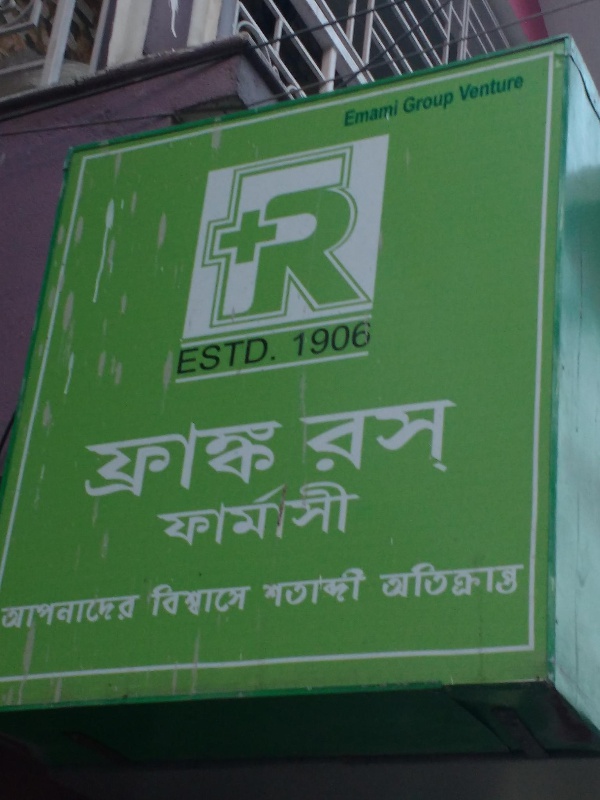 Emami Group Venture
R
ESTD. 1906
ফ্রাঙ্ক রস্
ফার্মাসী
আপনাদের বিশ্বাসে শতাব্দী অতিক্রান্ত